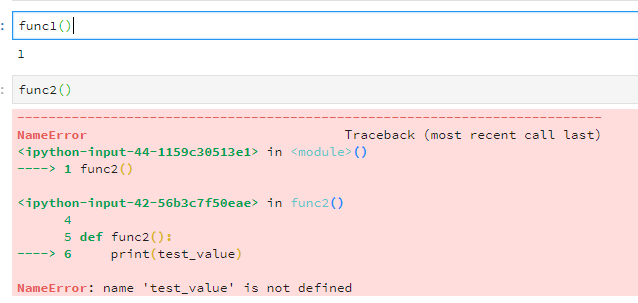 : func1()
1
: func2()
---------------------------------------------------------------------------
NameError                                 Traceback (most recent call last)
<ipython-input-44-1159c30513e1> in <module>()
----> 1 func2()
<ipython-input-42-56b3c7f50eae> in func2()
      4
      5 def func2():
----> 6     print(test_value)
NameError: name 'test_value' is not defined